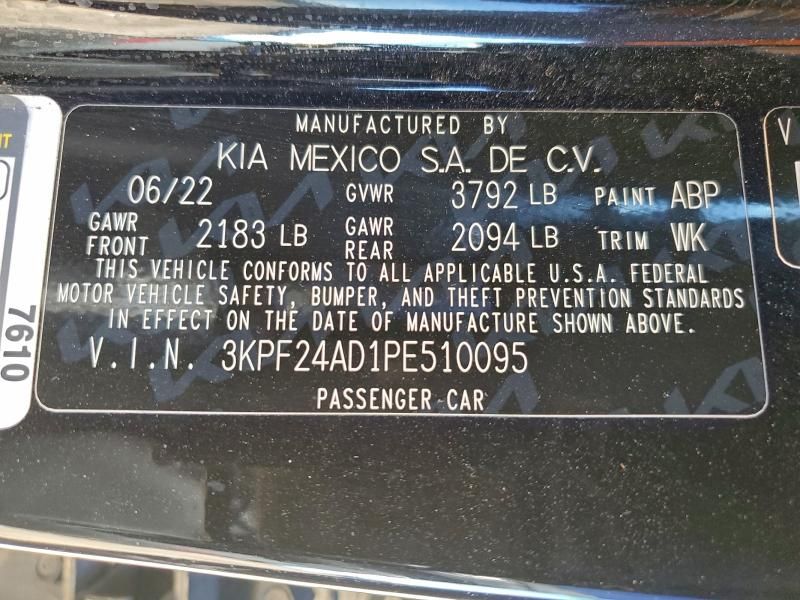 MANUFACTURED BY
KIA MEXICO S.A. DE C.V.
06/22 GVWR 3792 LB PAINT ABP
GAWR FRONT 2183 LB GAWR REAR 2094 LB TRIM WK
THIS VEHICLE CONFORMS TO ALL APPLICABLE U.S.A. FEDERAL
MOTOR VEHICLE SAFETY, BUMPER, AND THEFT PREVENTION STANDARDS
IN EFFECT ON THE DATE OF MANUFACTURE SHOWN ABOVE.
V.I.N. 3KPF24AD1PE510095
PASSENGER CAR
7610